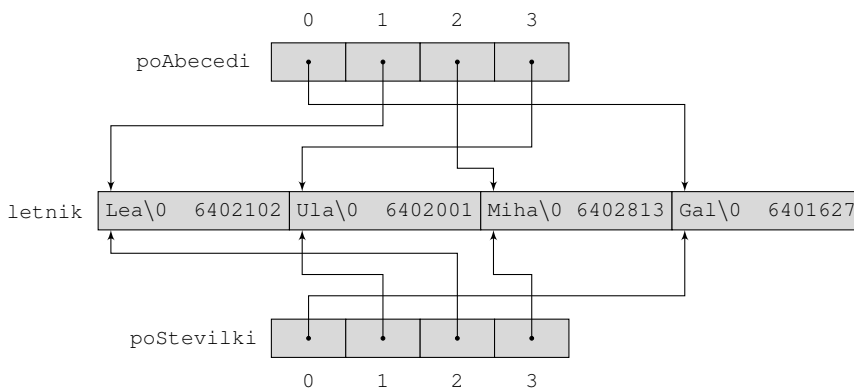 0 1 2 3
poAbecedi
letnik Lea\0 6402102 Ula\0 6402001 Miha\0 6402813 Gal\0 6401627
poStevilki
0 1 2 3